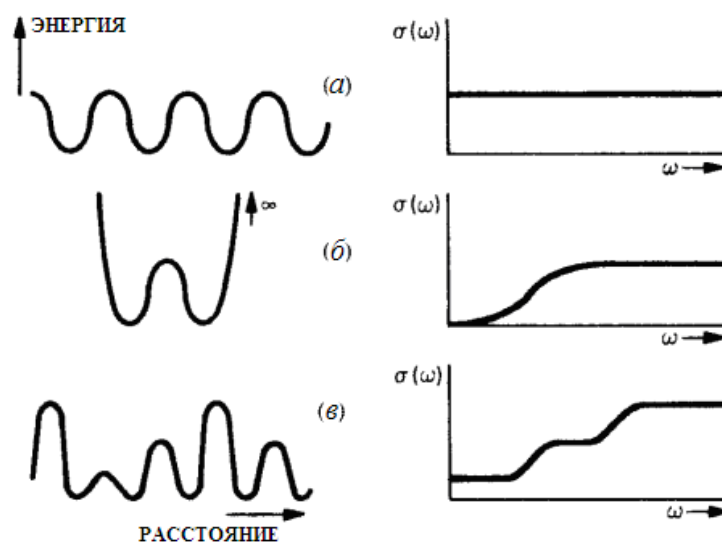 ЭНЕРГИЯ
(а)
σ(ω)
ω
∞
(б)
σ(ω)
ω
(в)
σ(ω)
ω
РАССТОЯНИЕ